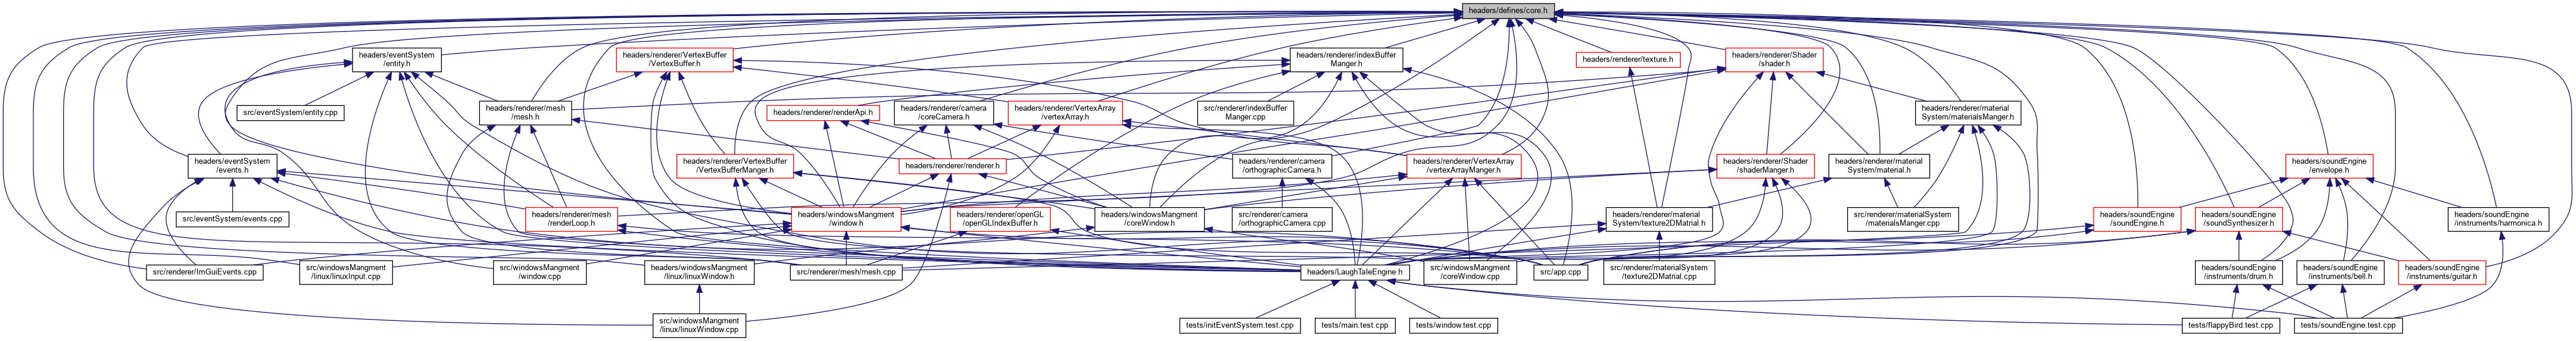 headers/defines/core.h
headers/eventSystem
/entity.h
headers/renderer/VertexBuffer
/VertexBuffer.h
headers/renderer/indexBuffer
Manger.h
headers/renderer/texture.h
headers/renderer/Shader
/shader.h
src/eventSystem/entity.cpp
headers/renderer/mesh
/mesh.h
headers/renderer/renderApi.h
headers/renderer/camera
/coreCamera.h
headers/renderer/VertexArray
/vertexArray.h
src/renderer/indexBuffer
Manger.cpp
headers/renderer/material
System/materialsManger.h
headers/eventSystem
/events.h
headers/renderer/VertexBuffer
/VertexBufferManger.h
headers/renderer/renderer.h
headers/renderer/camera
/orthographicCamera.h
headers/renderer/VertexArray
/vertexArrayManger.h
headers/renderer/Shader
/shaderManger.h
headers/renderer/material
System/material.h
headers/soundEngine
/envelope.h
src/eventSystem/events.cpp
headers/renderer/mesh
/renderLoop.h
headers/windowsMangment
/window.h
headers/renderer/openGL
/openGLIndexBuffer.h
headers/windowsMangment
/coreWindow.h
src/renderer/camera
/orthographicCamera.cpp
headers/renderer/material
System/texture2DMatrial.h
src/renderer/materialSystem
/materialsManger.cpp
headers/soundEngine
/soundEngine.h
headers/soundEngine
/soundSynthesizer.h
headers/soundEngine
/instruments/harmonica.h
src/renderer/ImGuiEvents.cpp
src/windowsMangment
/linux/linuxInput.cpp
src/windowsMangment
/window.cpp
headers/windowsMangment
/linux/linuxWindow.h
src/renderer/mesh/mesh.cpp
headers/LaughTaleEngine.h
src/windowsMangment
/coreWindow.cpp
src/app.cpp
src/renderer/materialSystem
/texture2DMatrial.cpp
headers/soundEngine
/instruments/drum.h
headers/soundEngine
/instruments/bell.h
headers/soundEngine
/instruments/guitar.h
src/windowsMangment
/linux/linuxWindow.cpp
tests/initEventSystem.test.cpp
tests/main.test.cpp
tests/window.test.cpp
tests/flappyBird.test.cpp
tests/soundEngine.test.cpp